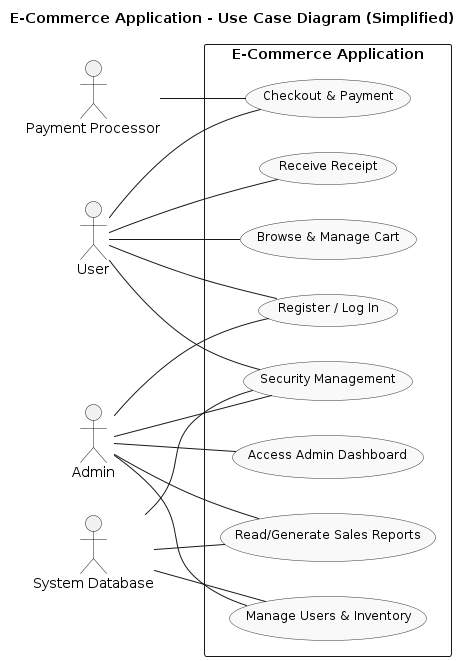 E-Commerce Application - Use Case Diagram (Simplified)
E-Commerce Application
Payment Processor
Checkout & Payment
Receive Receipt
User
Browse & Manage Cart
Register / Log In
Security Management
Admin
Access Admin Dashboard
Read/Generate Sales Reports
System Database
Manage Users & Inventory